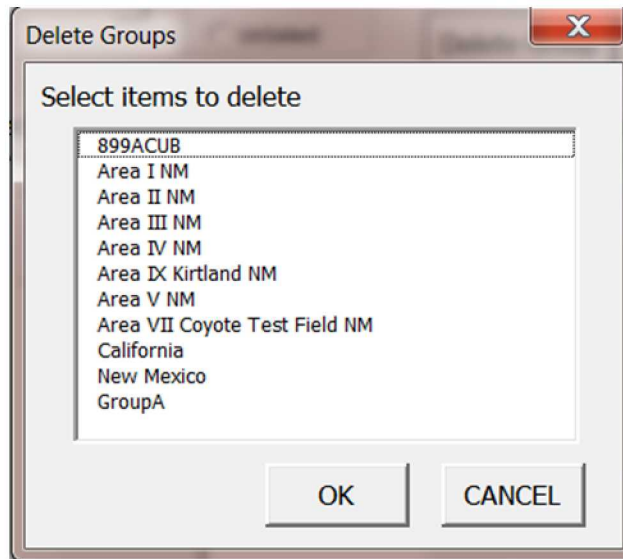 Delete Groups
Select items to delete
899ACUB
Area I NM
Area II NM
Area III NM
Area IV NM
Area IX Kirtland NM
Area V NM
Area VII Coyote Test Field NM
California
New Mexico
GroupA
OK
CANCEL